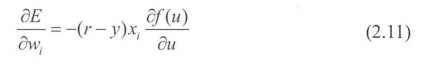 ∂E/∂w_i = −(r − y)x_i ∂f(u)/∂u (2.11)